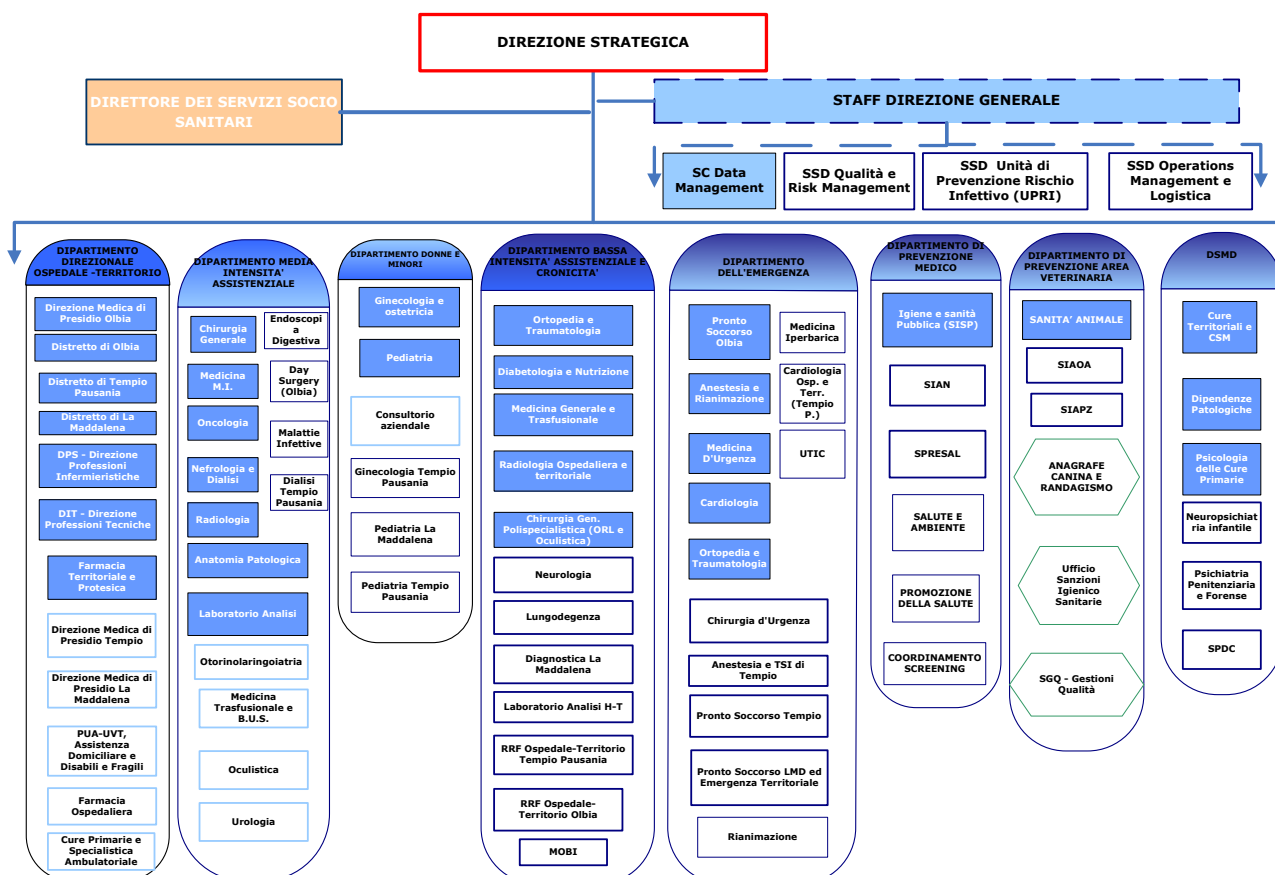 DIREZIONE STRATEGICA
DIRETTORE DEI SERVIZI SOCIO
SANITARI
STAFF DIREZIONE GENERALE
SC Data
Management
SSD Qualità e
Risk Management
SSD Unità di
Prevenzione Rischio
Infettivo (UPRI)
SSD Operations
Management e
Logistica
DIPARTIMENTO
DIREZIONALE
OSPEDALE -TERRITORIO
Direzione Medica di
Presidio Olbia
Distretto di Olbia
Distretto di Tempio
Pausania
Distretto di La
Maddalena
DPS - Direzione
Professioni
Infermieristiche
DIT - Direzione
Professioni Tecniche
Farmacia
Territoriale e
Protesica
Direzione Medica di
Presidio Tempio
Direzione Medica di
Presidio La
Maddalena
PUA-UVT,
Assistenza
Domiciliare e
Disabili e Fragili
Farmacia
Ospedaliera
Cure Primarie e
Specialistica
Ambulatoriale
DIPARTIMENTO MEDIA
INTENSITA'
ASSISTENZIALE
Chirurgia
Generale
Endoscopi
a
Digestiva
Medicina
M.I.
Day
Surgery
(Olbia)
Oncologia
Malattie
Infettive
Nefrologia e
Dialisi
Dialisi
Tempio
Pausania
Radiologia
Anatomia Patologica
Laboratorio Analisi
Otorinolaringoiatria
Medicina
Trasfusionale e
B.U.S.
Oculistica
Urologia
DIPARTIMENTO DONNE E
MINORI
Ginecologia e
ostetricia
Pediatria
Consultorio
aziendale
Ginecologia Tempio
Pausania
Pediatria La
Maddalena
Pediatria Tempio
Pausania
DIPARTIMENTO BASSA
INTENSITA' ASSISTENZIALE E
CRONICITA'
Ortopedia e
Traumatologia
Diabetologia e Nutrizione
Medicina Generale e
Trasfusionale
Radiologia Ospedaliera e
territoriale
Chirurgia Gen.
Polispecialistica (ORL e
Oculistica)
Neurologia
Lungodegenza
Diagnostica La
Maddalena
Laboratorio Analisi H-T
RRF Ospedale-Territorio
Tempio Pausania
RRF Ospedale-
Territorio Olbia
MOBI
DIPARTIMENTO
DELL'EMERGENZA
Pronto
Soccorso
Olbia
Medicina
Iperbarica
Anestesia e
Rianimazione
Cardiologia
Osp. e
Terr.
(Tempio
P.)
Medicina
D'Urgenza
UTIC
Cardiologia
Ortopedia e
Traumatologia
Chirurgia d'Urgenza
Anestesia e TSI di
Tempio
Pronto Soccorso Tempio
Pronto Soccorso LMD ed
Emergenza Territoriale
Rianimazione
DIPARTIMENTO DI
PREVENZIONE
MEDICO
Igiene e sanità
Pubblica (SISP)
SIAN
SPRESAL
SALUTE E
AMBIENTE
PROMOZIONE
DELLA SALUTE
COORDINAMENTO
SCREENING
DIPARTIMENTO DI
PREVENZIONE AREA
VETERINARIA
SANITA' ANIMALE
SIAOA
SIAPZ
ANAGRAFE
CANINA E
RANDAGISMO
Ufficio
Sanzioni
Igienico
Sanitarie
SGQ - Gestioni
Qualità
DSMD
Cure
Territoriali e
CSM
Dipendenze
Patologiche
Psicologia
delle Cure
Primarie
Neuropsichiat
ria infantile
Psichiatria
Penitenziaria
e Forense
SPDC